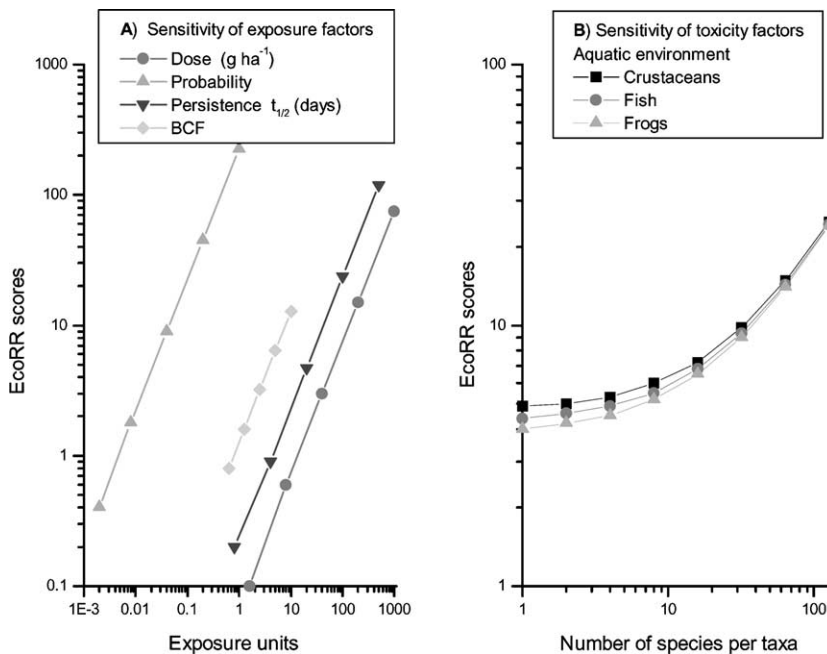 A) Sensitivity of exposure factors
Dose (g ha⁻¹)
Probability
Persistence t₁/₂ (days)
BCF
1000
100
10
1
0.1
EcoRR scores
1E-3 0.01 0.1 1 10 100 1000
Exposure units
B) Sensitivity of toxicity factors
Aquatic environment
Crustaceans
Fish
Frogs
100
10
1
EcoRR scores
1 10 100
Number of species per taxa